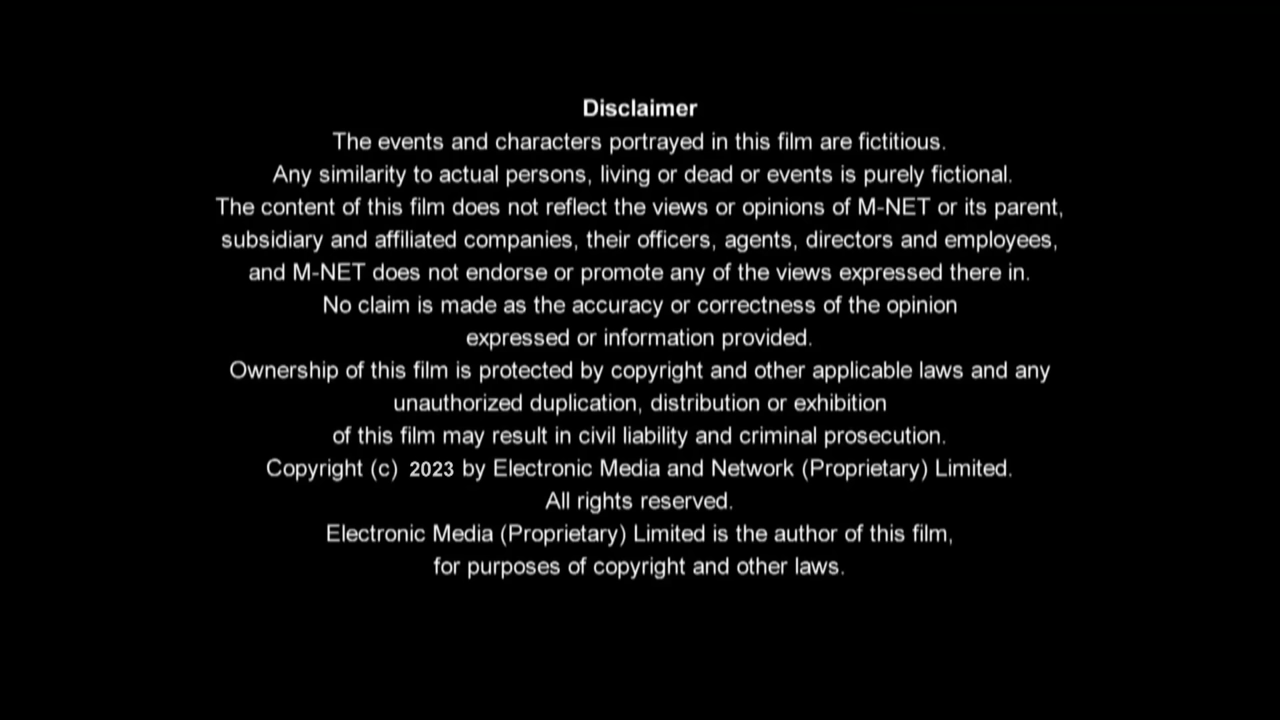 Disclaimer
The events and characters portrayed in this film are fictitious.
Any similarity to actual persons, living or dead or events is purely fictional.
The content of this film does not reflect the views or opinions of M-NET or its parent,
subsidiary and affiliated companies, their officers, agents, directors and employees,
and M-NET does not endorse or promote any of the views expressed there in.
No claim is made as the accuracy or correctness of the opinion
expressed or information provided.
Ownership of this film is protected by copyright and other applicable laws and any
unauthorized duplication, distribution or exhibition
of this film may result in civil liability and criminal prosecution.
Copyright (c) 2023 by Electronic Media and Network (Proprietary) Limited.
All rights reserved.
Electronic Media (Proprietary) Limited is the author of this film,
for purposes of copyright and other laws.